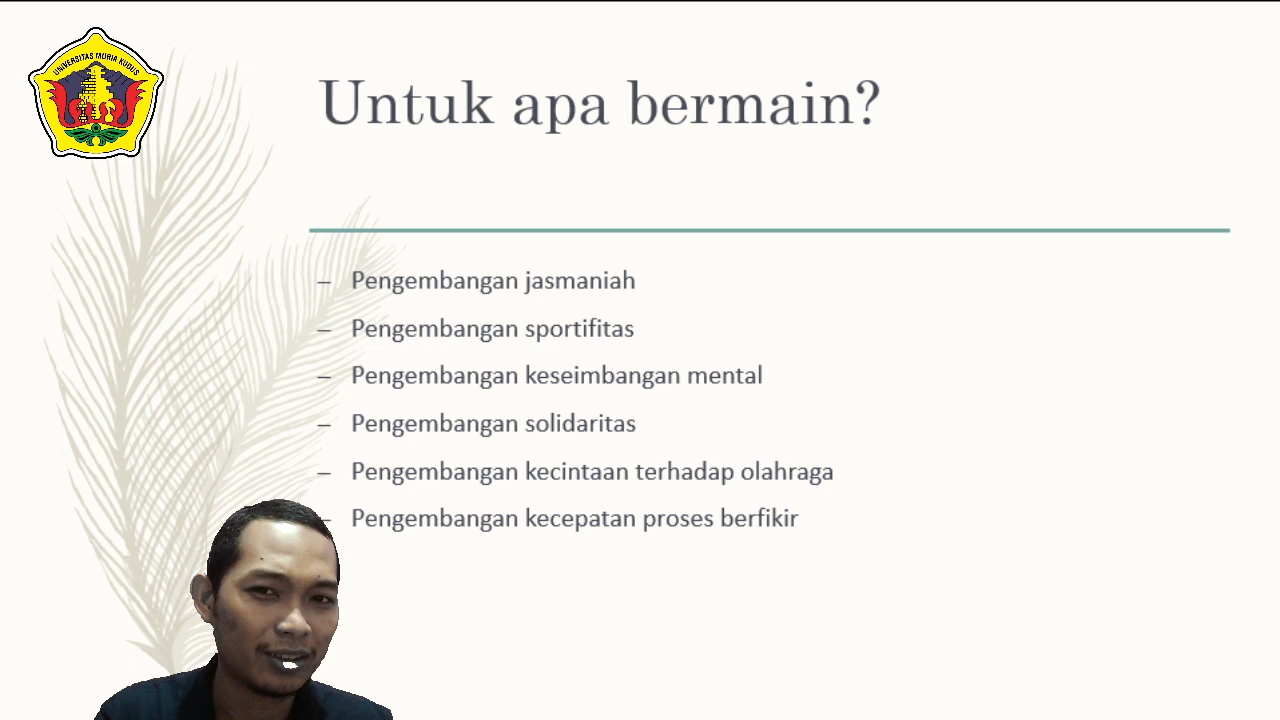 UNIVERSITAS MURIA KUDUS
Untuk apa bermain?
– Pengembangan jasmaniah
– Pengembangan sportifitas
– Pengembangan keseimbangan mental
– Pengembangan solidaritas
– Pengembangan kecintaan terhadap olahraga
– Pengembangan kecepatan proses berfikir